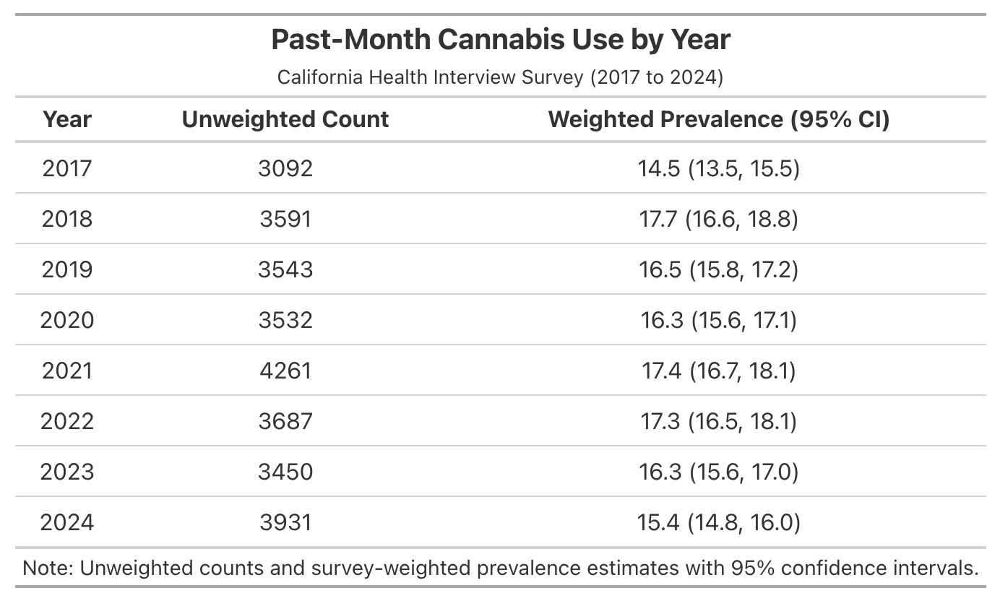 Past-Month Cannabis Use by Year
California Health Interview Survey (2017 to 2024)
Year Unweighted Count Weighted Prevalence (95% CI)
2017 3092 14.5 (13.5, 15.5)
2018 3591 17.7 (16.6, 18.8)
2019 3543 16.5 (15.8, 17.2)
2020 3532 16.3 (15.6, 17.1)
2021 4261 17.4 (16.7, 18.1)
2022 3687 17.3 (16.5, 18.1)
2023 3450 16.3 (15.6, 17.0)
2024 3931 15.4 (14.8, 16.0)
Note: Unweighted counts and survey-weighted prevalence estimates with 95% confidence intervals.